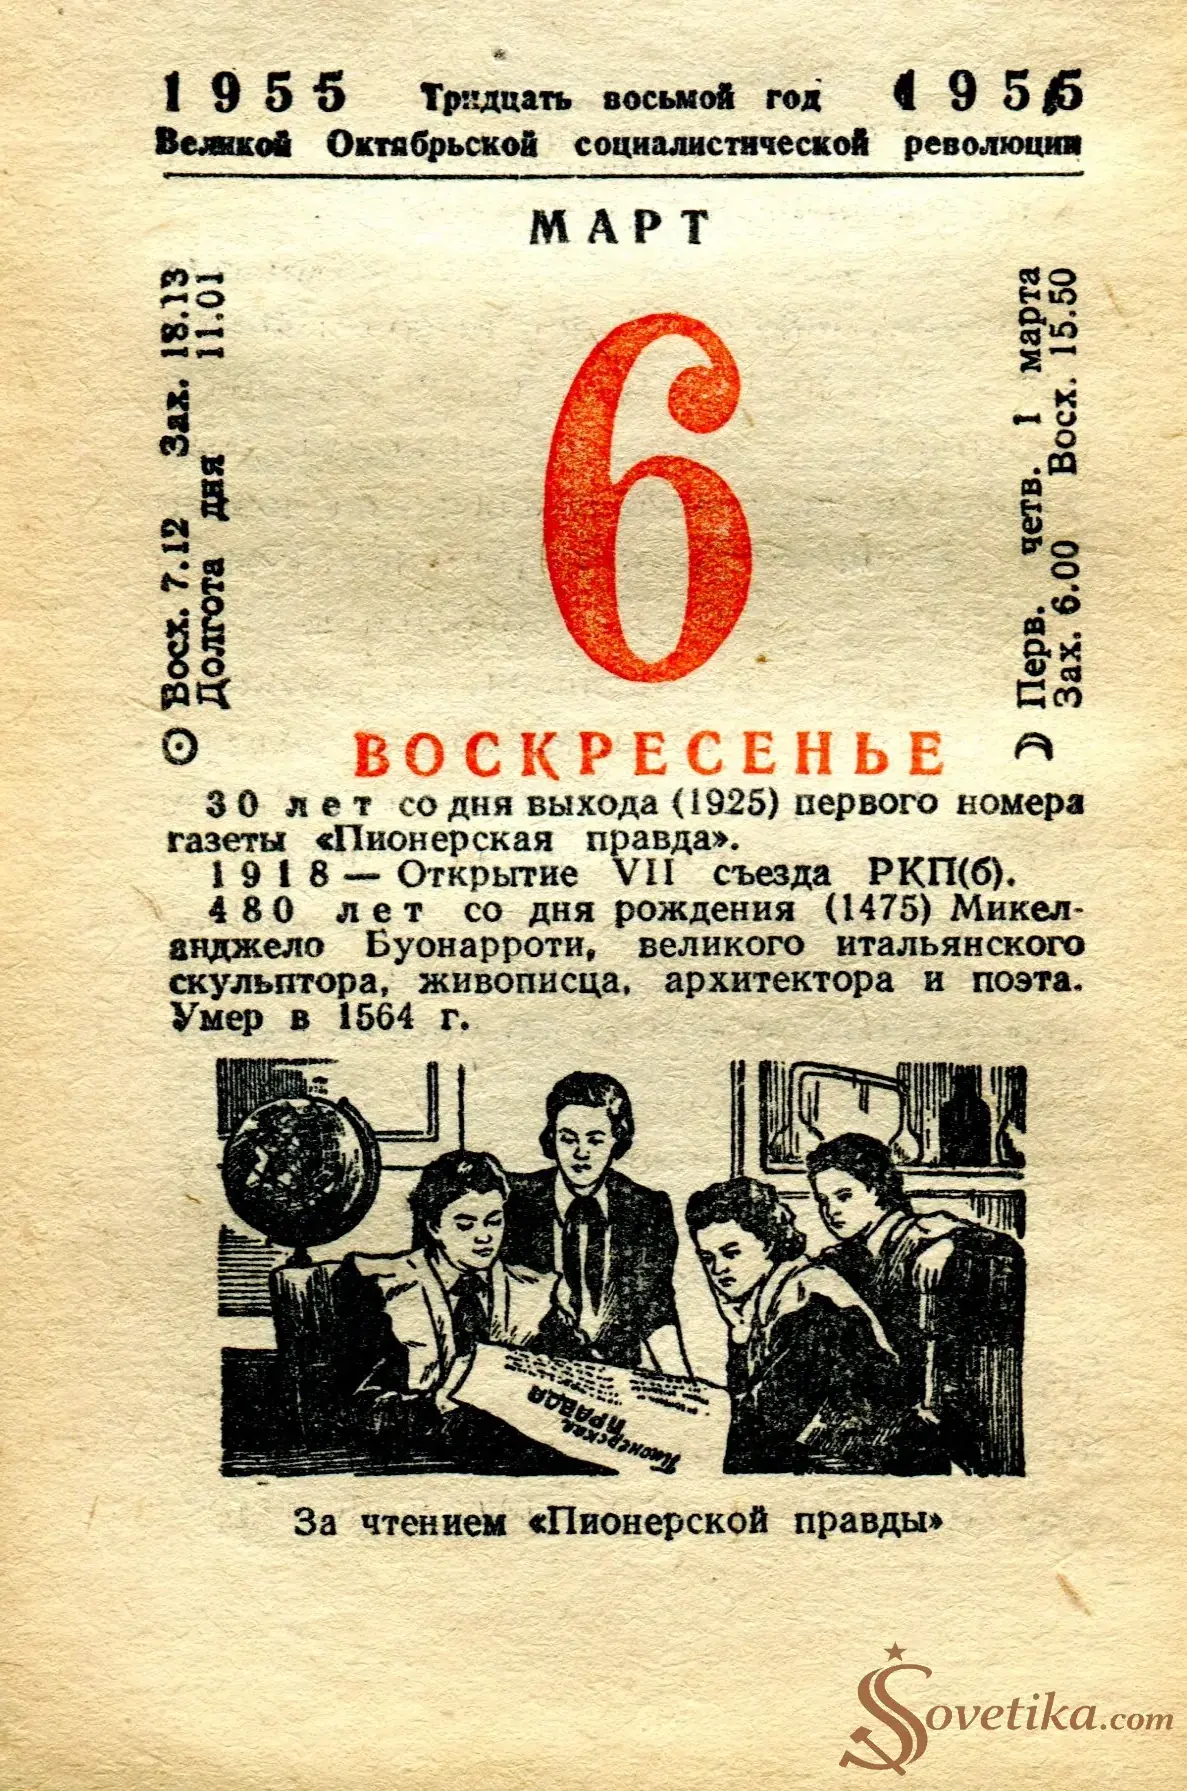 1955 Тридцать восьмой год 1955
Великой Октябрьской социалистической революции
МАРТ
Восх. 7.12 Зах. 18.13
Долгота дня 11.01
6
Перв. четв. 1 марта
Зах. 6.00 Восх. 15.50
ВОСКРЕСЕНЬЕ
30 лет со дня выхода (1925) первого номера
газеты «Пионерская правда».
1918 — Открытие VII съезда РКП(б).
480 лет со дня рождения (1475) Микел-
анджело Буонарроти, великого итальянского
скульптора, живописца, архитектора и поэта.
Умер в 1564 г.
Пионерская
ПРАВДА
За чтением «Пионерской правды»
Sovetika.com